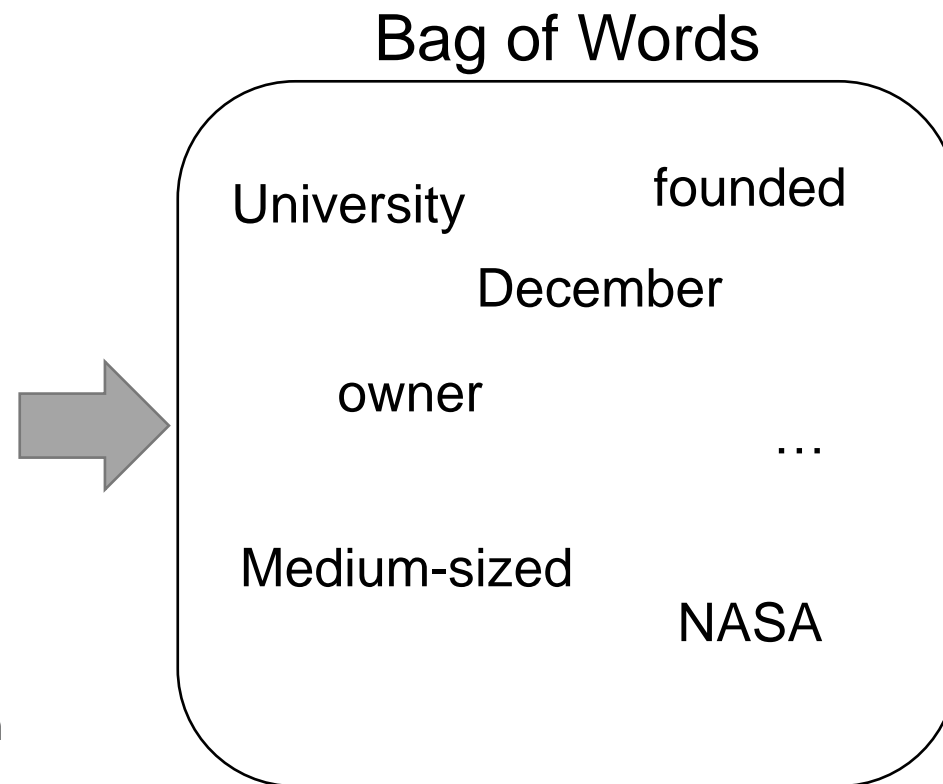 Bag of Words
University
founded
December
owner
…
Medium-sized
NASA